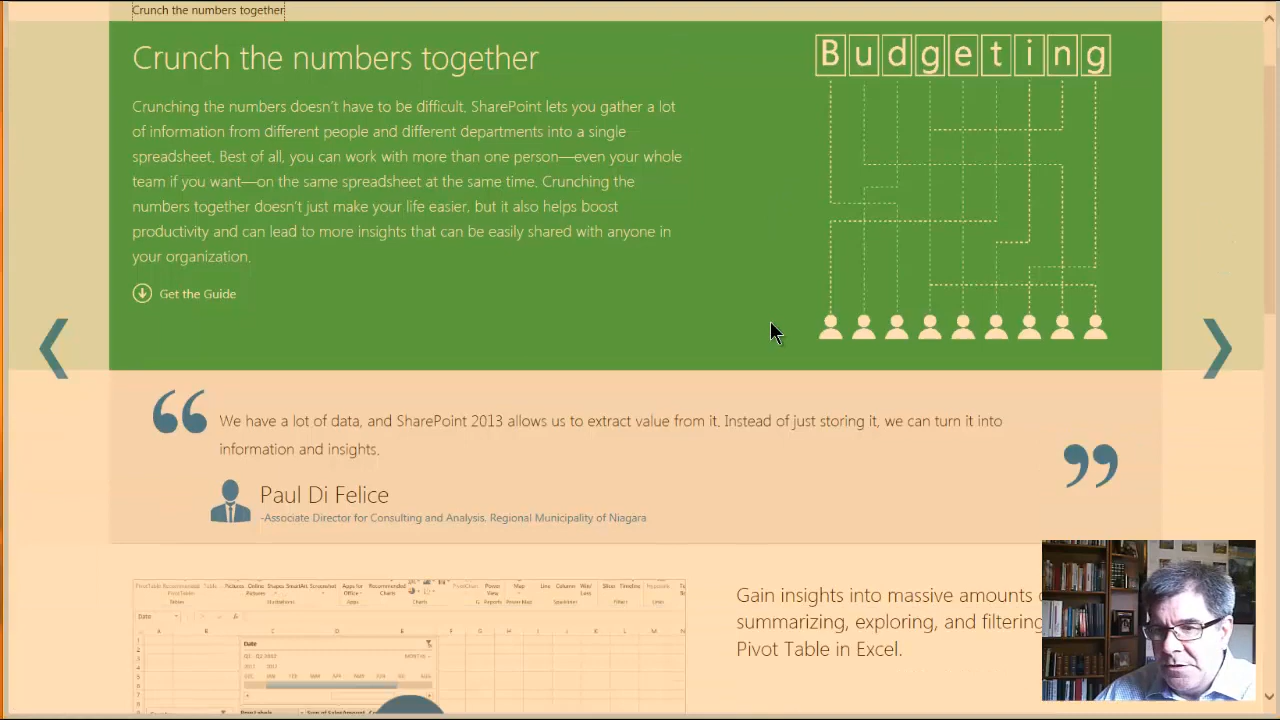 Crunch the numbers together
Crunch the numbers together
Budgeting
Crunching the numbers doesn't have to be difficult. SharePoint lets you gather a lot
of information from different people and different departments into a single
spreadsheet. Best of all, you can work with more than one person—even your whole
team if you want—on the same spreadsheet at the same time. Crunching the
numbers together doesn't just make your life easier, but it also helps boost
productivity and can lead to more insights that can be easily shared with anyone in
your organization.
Get the Guide
We have a lot of data, and SharePoint 2013 allows us to extract value from it. Instead of just storing it, we can turn it into
information and insights.
Paul Di Felice
-Associate Director for Consulting and Analysis. Regional Municipality of Niagara
Gain insights into massive amounts
summarizing, exploring, and filtering
Pivot Table in Excel.
Date
A B C D E F G H I J K L M N
Date